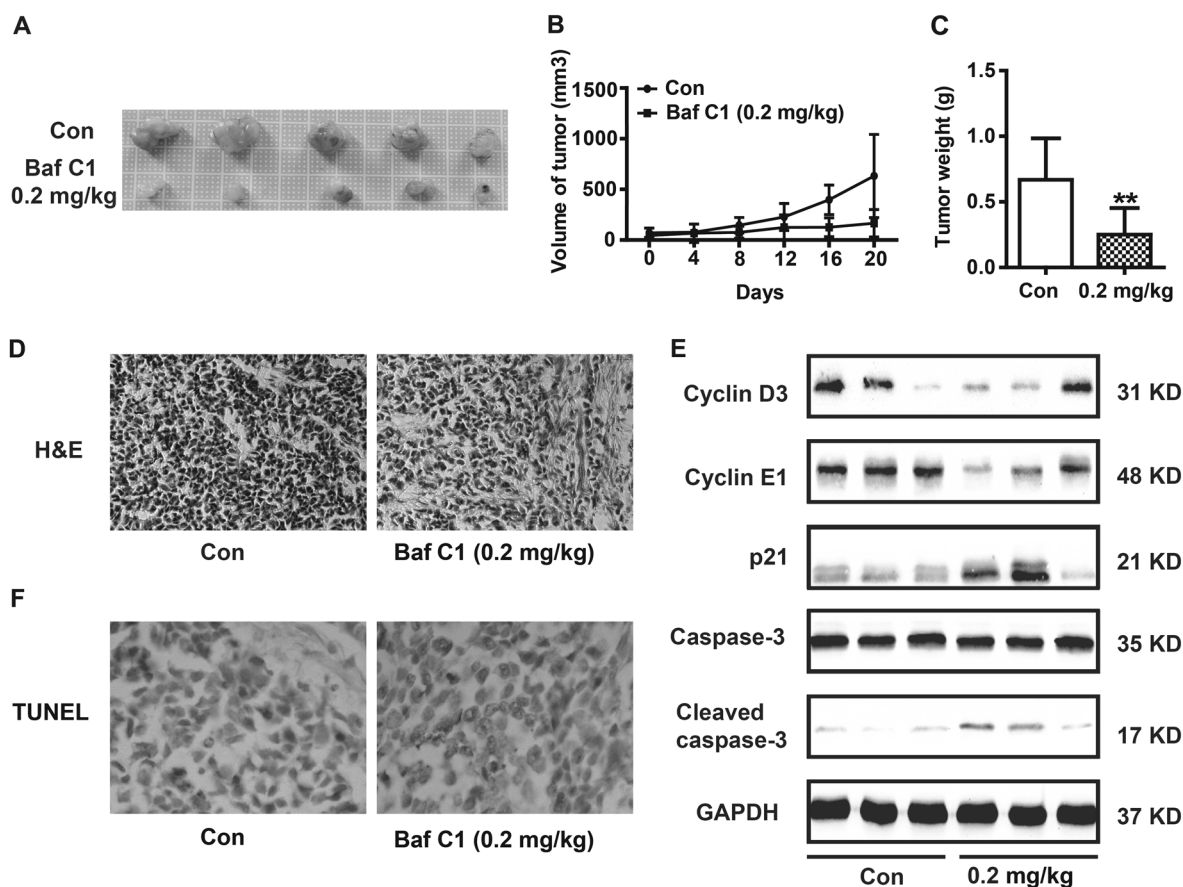 A
Con
Baf C1
0.2 mg/kg
B
Volume of tumor (mm3)
1500
1000
500
0
Con
Baf C1 (0.2 mg/kg)
0 4 8 12 16 20
Days
C
Tumor weight (g)
1.5
1.0
0.5
0.0
**
Con 0.2 mg/kg
D
H&E
Con Baf C1 (0.2 mg/kg)
E
Cyclin D3 31 KD
Cyclin E1 48 KD
p21 21 KD
Caspase-3 35 KD
Cleaved
caspase-3 17 KD
GAPDH 37 KD
Con 0.2 mg/kg
F
TUNEL
Con Baf C1 (0.2 mg/kg)